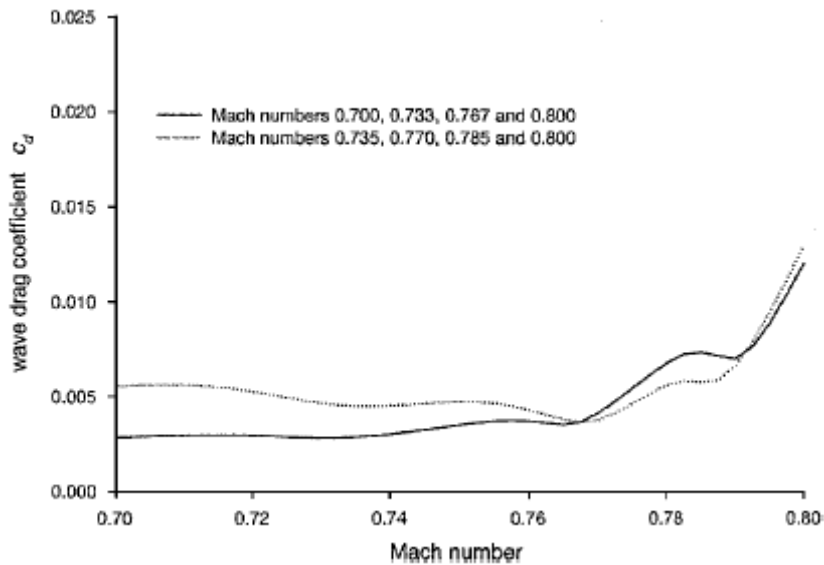 0.025
0.020
0.015
0.010
0.005
0.000
wave drag coefficient c_d
Mach numbers 0.700, 0.733, 0.767 and 0.800
Mach numbers 0.735, 0.770, 0.785 and 0.800
0.70 0.72 0.74 0.76 0.78 0.80
Mach number